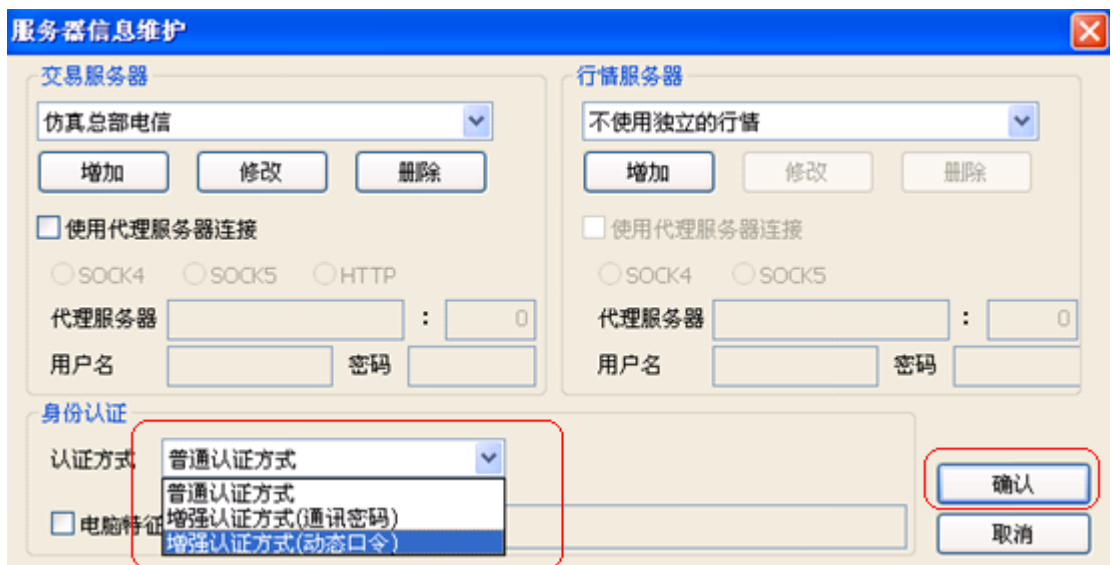 服务器信息维护
交易服务器
仿真总部电信
增加 修改 删除
使用代理服务器连接
SOCK4 SOCK5 HTTP
代理服务器 : 0
用户名 密码
行情服务器
不使用独立的行情
增加 修改 删除
使用代理服务器连接
SOCK4 SOCK5
代理服务器 : 0
用户名 密码
身份认证
认证方式 普通认证方式
普通认证方式
增强认证方式(通讯密码)
增强认证方式(动态口令)
电脑特征
确认
取消